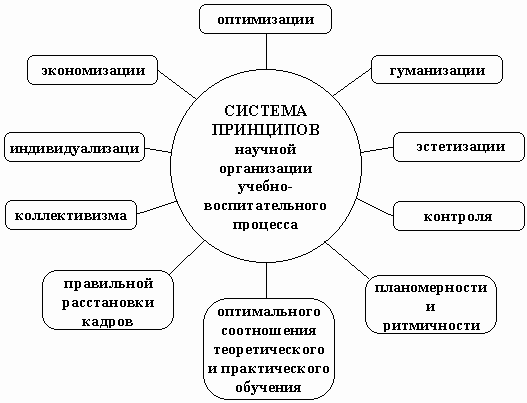 оптимизации
экономизации
гуманизации
СИСТЕМА
ПРИНЦИПОВ
научной
организации
учебно-
воспитательного
процесса
индивидуализаци
эстетизации
коллективизма
контроля
правильной
расстановки
кадров
планомерности
и
ритмичности
оптимального
соотношения
теоретического
и практического
обучения